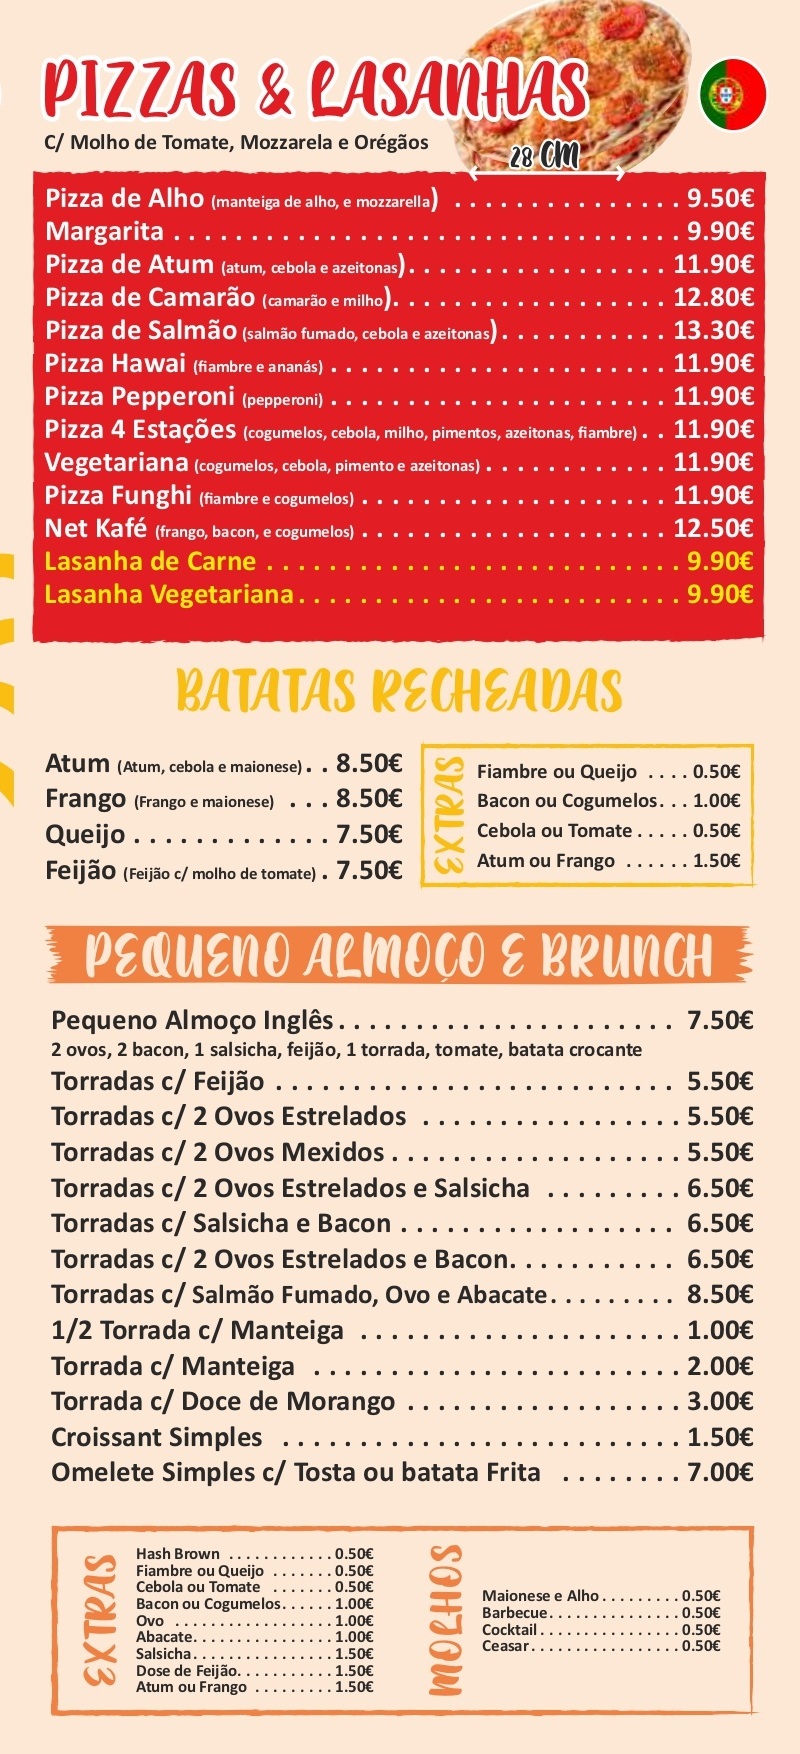 PIZZAS & LASANHAS
C/ Molho de Tomate, Mozzarela e Orégãos
28 CM
Pizza de Alho (manteiga de alho, e mozzarella) . . . . . . . . . . . . . . 9.50€
Margarita . . . . . . . . . . . . . . . . . . . . . . . . . . . . . . . 9.90€
Pizza de Atum (atum, cebola e azeitonas). . . . . . . . . . . . . . . . . 11.90€
Pizza de Camarão (camarão e milho). . . . . . . . . . . . . . . . . . 12.80€
Pizza de Salmão (salmão fumado, cebola e azeitonas). . . . . . . . . . . 13.30€
Pizza Hawai (fiambre e ananás) . . . . . . . . . . . . . . . . . . . . . 11.90€
Pizza Pepperoni (pepperoni) . . . . . . . . . . . . . . . . . . . . . 11.90€
Pizza 4 Estações (cogumelos, cebola, milho, pimentos, azeitonas, fiambre) . . 11.90€
Vegetariana (cogumelos, cebola, pimento e azeitonas) . . . . . . . . . . . . 11.90€
Pizza Funghi (fiambre e cogumelos) . . . . . . . . . . . . . . . . . . . 11.90€
Net Kafé (frango, bacon, e cogumelos) . . . . . . . . . . . . . . . . . . . 12.50€
Lasanha de Carne . . . . . . . . . . . . . . . . . . . . . . . . . 9.90€
Lasanha Vegetariana . . . . . . . . . . . . . . . . . . . . . . . . 9.90€
BATATAS RECHEADAS
Atum (Atum, cebola e maionese) . . 8.50€
Frango (Frango e maionese) . . . 8.50€
Queijo . . . . . . . . . . . . . 7.50€
Feijão (Feijão c/ molho de tomate) . 7.50€
EXTRAS
Fiambre ou Queijo . . . . 0.50€
Bacon ou Cogumelos. . . 1.00€
Cebola ou Tomate . . . . . 0.50€
Atum ou Frango . . . . . . 1.50€
PEQUENO ALMOÇO E BRUNCH
Pequeno Almoço Inglês . . . . . . . . . . . . . . . . . . . . . 7.50€
2 ovos, 2 bacon, 1 salsicha, feijão, 1 torrada, tomate, batata crocante
Torradas c/ Feijão . . . . . . . . . . . . . . . . . . . . . . . . . 5.50€
Torradas c/ 2 Ovos Estrelados . . . . . . . . . . . . . . . . 5.50€
Torradas c/ 2 Ovos Mexidos . . . . . . . . . . . . . . . . . . 5.50€
Torradas c/ 2 Ovos Estrelados e Salsicha . . . . . . . . . 6.50€
Torradas c/ Salsicha e Bacon . . . . . . . . . . . . . . . . . 6.50€
Torradas c/ 2 Ovos Estrelados e Bacon. . . . . . . . . . . 6.50€
Torradas c/ Salmão Fumado, Ovo e Abacate. . . . . . . . 8.50€
1/2 Torrada c/ Manteiga . . . . . . . . . . . . . . . . . . . . 1.00€
Torrada c/ Manteiga . . . . . . . . . . . . . . . . . . . . . . . 2.00€
Torrada c/ Doce de Morango . . . . . . . . . . . . . . . . . 3.00€
Croissant Simples . . . . . . . . . . . . . . . . . . . . . . . . . 1.50€
Omelete Simples c/ Tosta ou batata Frita . . . . . . . . 7.00€
EXTRAS
Hash Brown . . . . . . . . . . . . 0.50€
Fiambre ou Queijo . . . . . . . 0.50€
Cebola ou Tomate . . . . . . . 0.50€
Bacon ou Cogumelos. . . . . . 1.00€
Ovo . . . . . . . . . . . . . . . . . . 1.00€
Abacate. . . . . . . . . . . . . . . . 1.00€
Salsicha . . . . . . . . . . . . . . . . 1.50€
Dose de Feijão. . . . . . . . . . . 1.50€
Atum ou Frango . . . . . . . . . 1.50€
MOLHOS
Maionese e Alho . . . . . . . . . 0.50€
Barbecue. . . . . . . . . . . . . . . 0.50€
Cocktail . . . . . . . . . . . . . . . . 0.50€
Ceasar . . . . . . . . . . . . . . . . . 0.50€